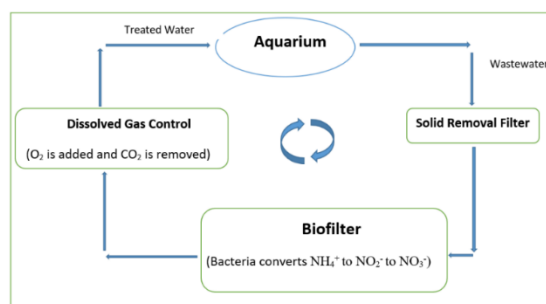 Treated Water
Aquarium
Wastewater
Dissolved Gas Control
(O₂ is added and CO₂ is removed)
Solid Removal Filter
Biofilter
(Bacteria converts NH₄⁺ to NO₂⁻ to NO₃⁻)